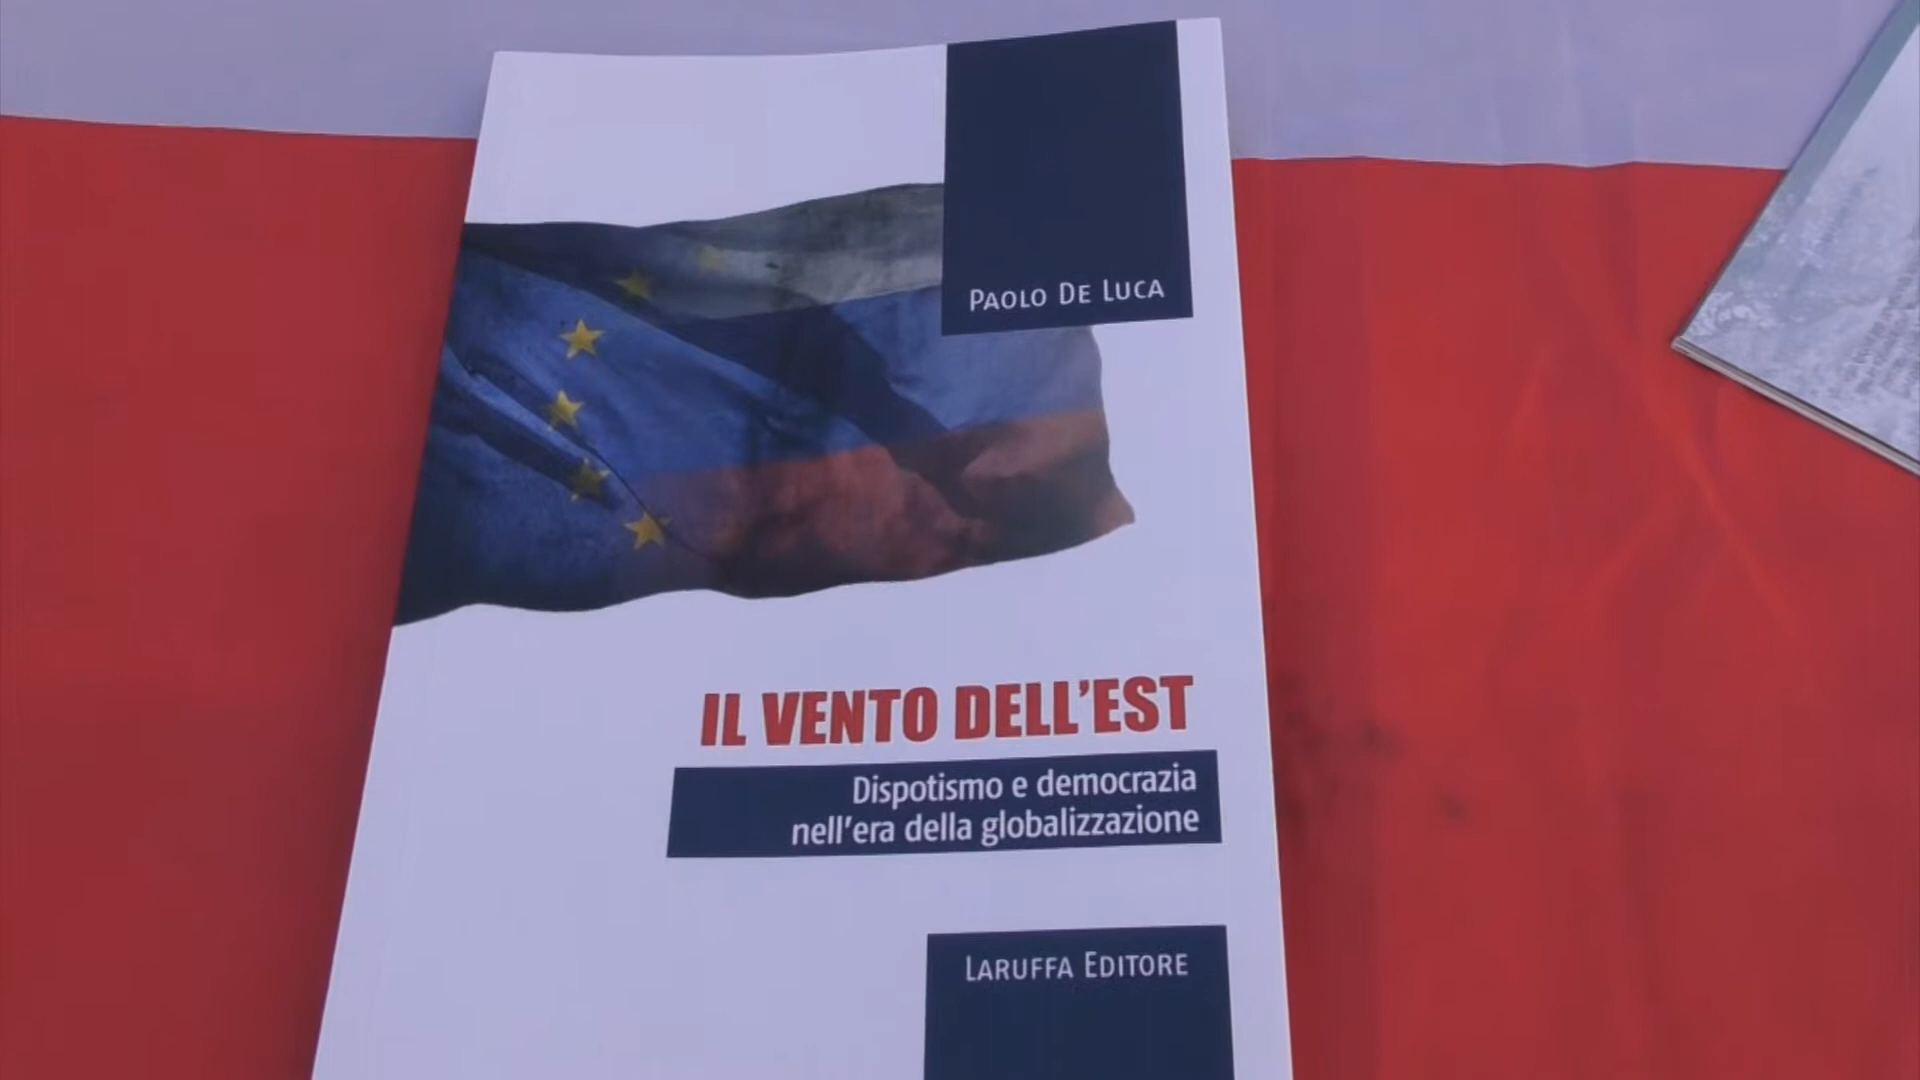 PAOLO DE LUCA
IL VENTO DELL'EST
Dispotismo e democrazia
nell'era della globalizzazione
LARUFFA EDITORE